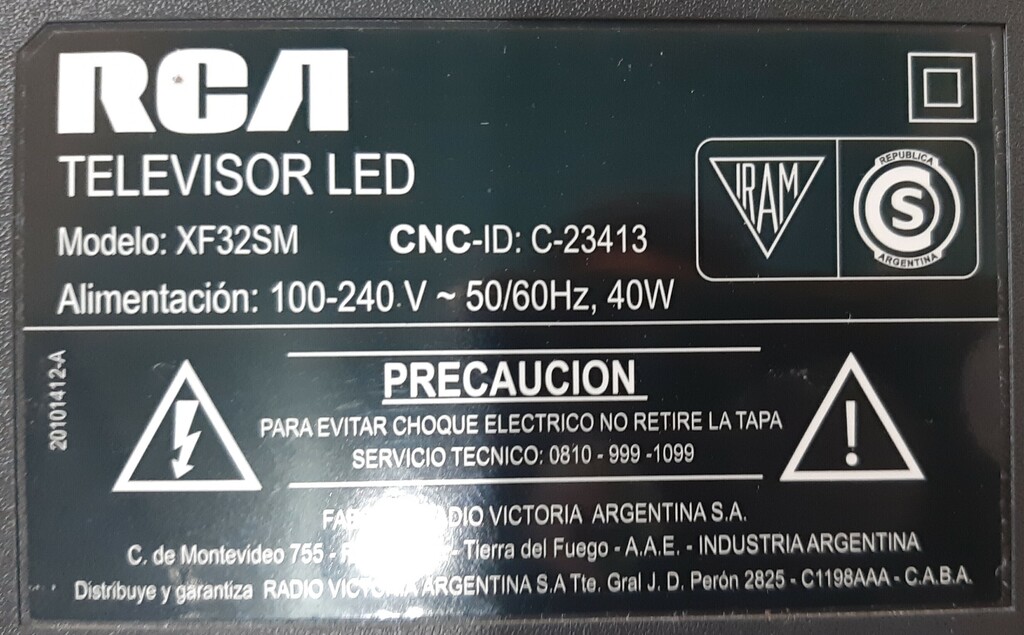 RCA
TELEVISOR LED
Modelo: XF32SM CNC-ID: C-23413
Alimentación: 100-240 V ~ 50/60Hz, 40W
IRAM
REPUBLICA
S
ARGENTINA
20101412-A
PRECAUCION
PARA EVITAR CHOQUE ELECTRICO NO RETIRE LA TAPA
SERVICIO TECNICO: 0810 - 999 -1099
VICTORIA ARGENTINA S.A.
C. de Montevideo 755 - Tierra del Fuego - A.A.E. - INDUSTRIA ARGENTINA
Distribuye y garantiza RADIO VICTORIA ARGENTINA S.A Tte. Gral J. D. Perón 2825 - C1198AAA - C.A.B.A.